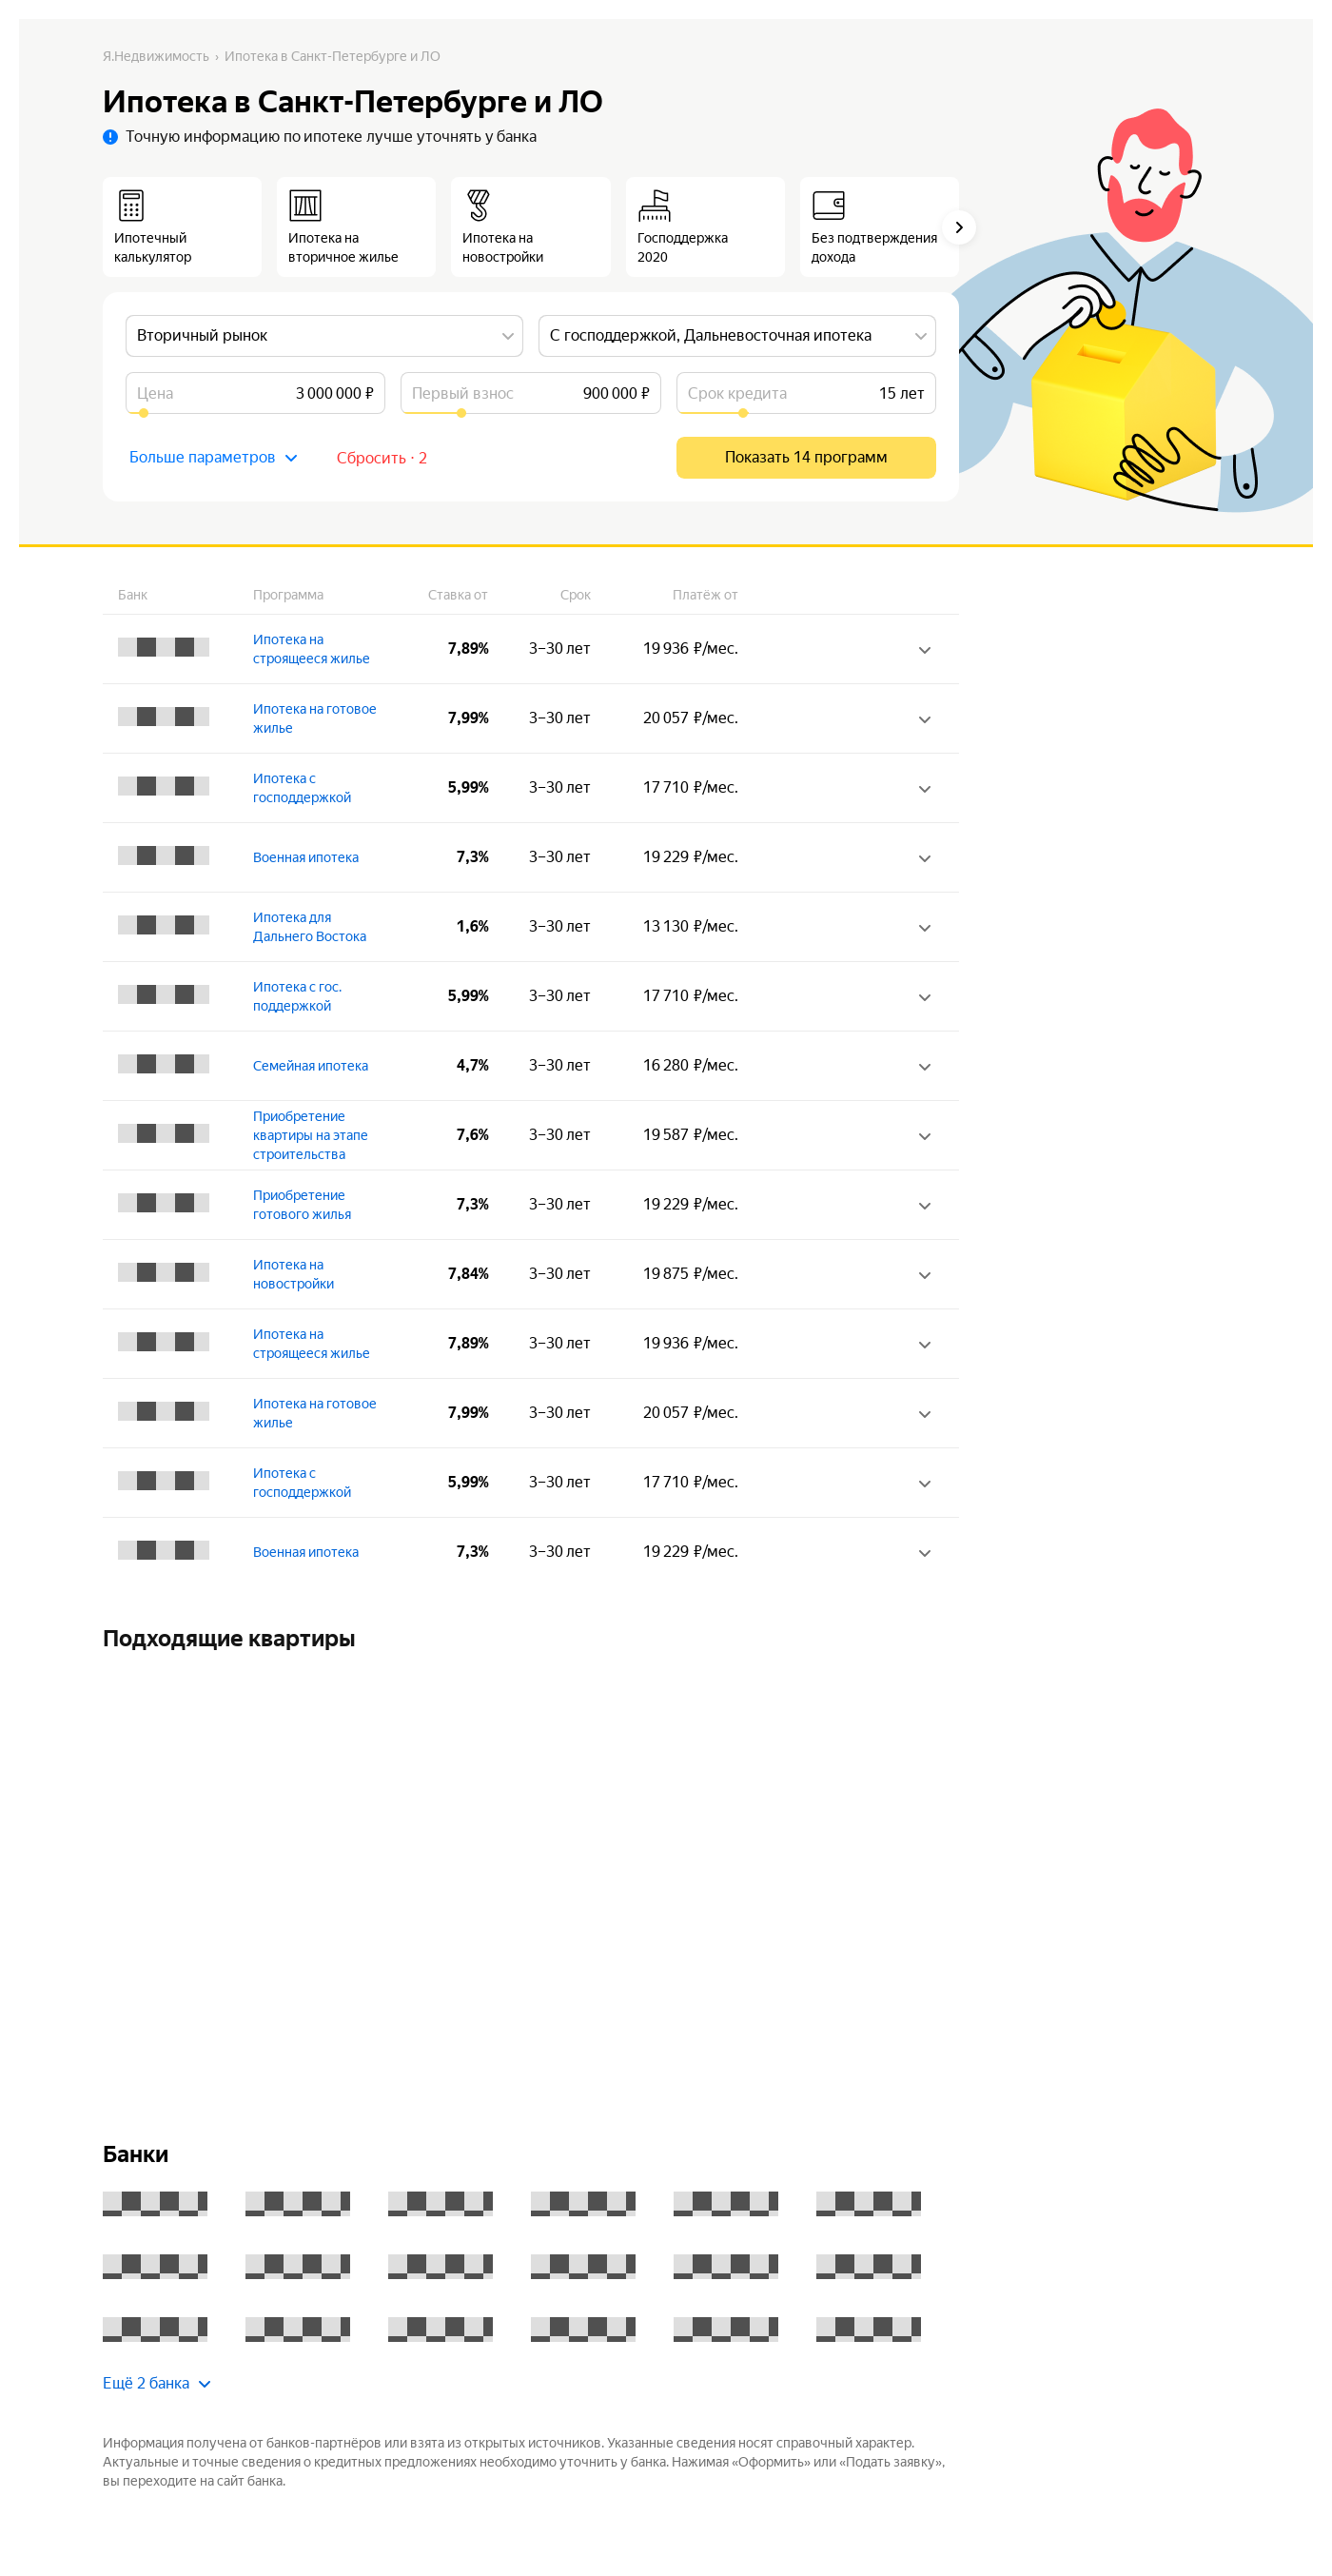 Я.Недвижимость › Ипотека в Санкт-Петербурге и ЛО
Ипотека в Санкт-Петербурге и ЛО
Точную информацию по ипотеке лучше уточнять у банка
Ипотечный
калькулятор
Ипотека на
вторичное жилье
Ипотека на
новостройки
Господдержка
2020
Без подтверждения
дохода
Вторичный рынок
С господдержкой, Дальневосточная ипотека
Цена 3 000 000 ₽
Первый взнос 900 000 ₽
Срок кредита 15 лет
Больше параметров
Сбросить · 2
Показать 14 программ
Банк Программа Ставка от Срок Платёж от
Ипотека на
строящееся жилье
7,89% 3–30 лет 19 936 ₽/мес.
Ипотека на готовое
жилье
7,99% 3–30 лет 20 057 ₽/мес.
Ипотека с
господдержкой
5,99% 3–30 лет 17 710 ₽/мес.
Военная ипотека
7,3% 3–30 лет 19 229 ₽/мес.
Ипотека для
Дальнего Востока
1,6% 3–30 лет 13 130 ₽/мес.
Ипотека с гос.
поддержкой
5,99% 3–30 лет 17 710 ₽/мес.
Семейная ипотека
4,7% 3–30 лет 16 280 ₽/мес.
Приобретение
квартиры на этапе
строительства
7,6% 3–30 лет 19 587 ₽/мес.
Приобретение
готового жилья
7,3% 3–30 лет 19 229 ₽/мес.
Ипотека на
новостройки
7,84% 3–30 лет 19 875 ₽/мес.
Ипотека на
строящееся жилье
7,89% 3–30 лет 19 936 ₽/мес.
Ипотека на готовое
жилье
7,99% 3–30 лет 20 057 ₽/мес.
Ипотека с
господдержкой
5,99% 3–30 лет 17 710 ₽/мес.
Военная ипотека
7,3% 3–30 лет 19 229 ₽/мес.
Подходящие квартиры
Банки
Ещё 2 банка
Информация получена от банков-партнёров или взята из открытых источников. Указанные сведения носят справочный характер.
Актуальные и точные сведения о кредитных предложениях необходимо уточнить у банка. Нажимая «Оформить» или «Подать заявку»,
вы переходите на сайт банка.